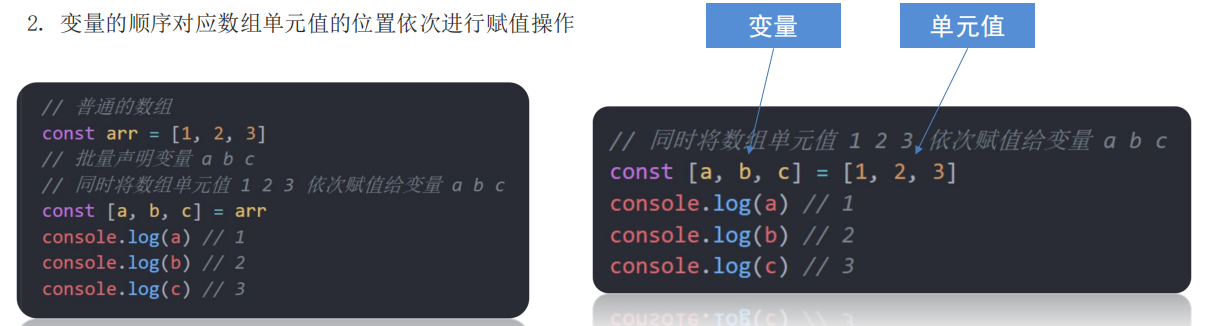 2. 变量的顺序对应数组单元值的位置依次进行赋值操作
// 普通的数组
const arr = [1, 2, 3]
// 批量声明变量 a b c
// 同时将数组单元值 1 2 3 依次赋值给变量 a b c
const [a, b, c] = arr
console.log(a) // 1
console.log(b) // 2
console.log(c) // 3
变量
单元值
// 同时将数组单元值 1 2 3 依次赋值给变量 a b c
const [a, b, c] = [1, 2, 3]
console.log(a) // 1
console.log(b) // 2
console.log(c) // 3